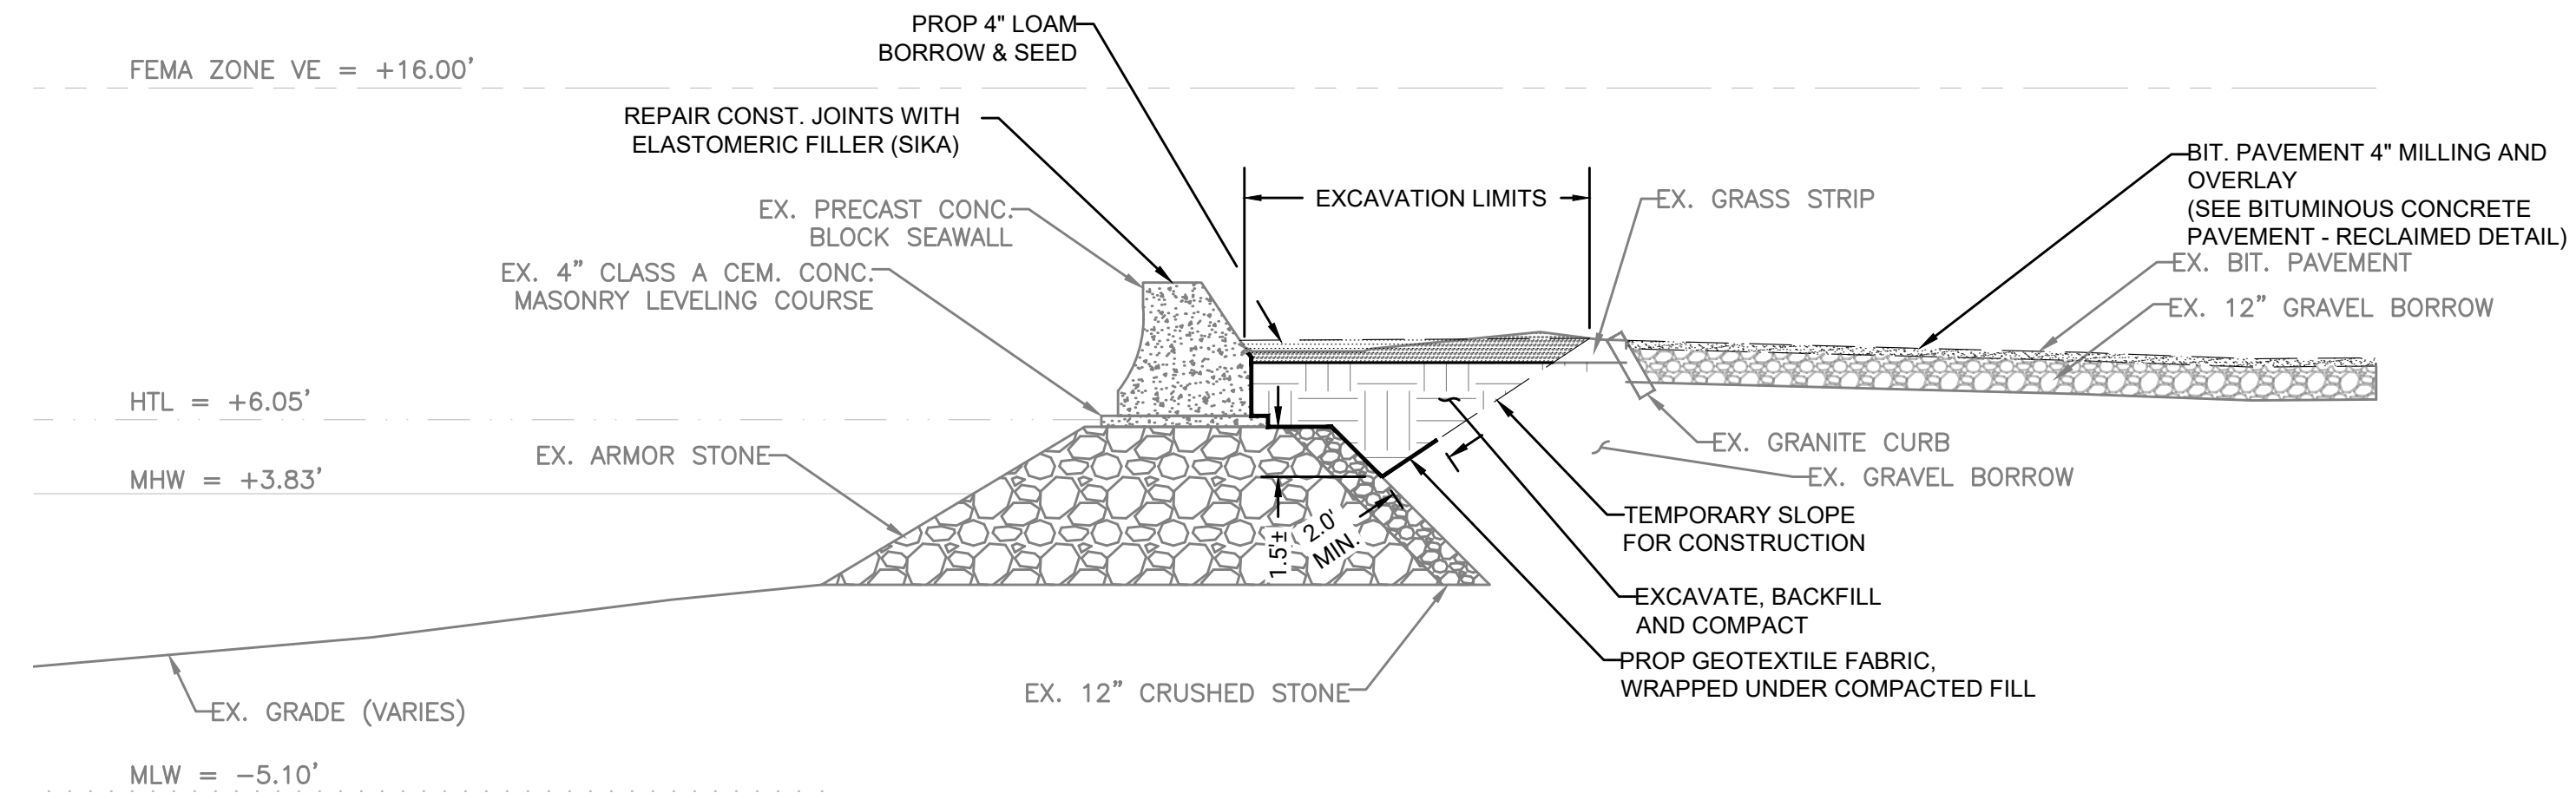 PROP 4" LOAM
BORROW & SEED
FEMA ZONE VE = +16.00'
REPAIR CONST. JOINTS WITH
ELASTOMERIC FILLER (SIKA)
BIT. PAVEMENT 4" MILLING AND
OVERLAY
(SEE BITUMINOUS CONCRETE
PAVEMENT - RECLAIMED DETAIL)
EXCAVATION LIMITS
EX. GRASS STRIP
EX. PRECAST CONC.
BLOCK SEAWALL
EX. BIT. PAVEMENT
EX. 4" CLASS A CEM. CONC.
MASONRY LEVELING COURSE
EX. 12" GRAVEL BORROW
HTL = +6.05'
EX. ARMOR STONE
EX. GRANITE CURB
MHW = +3.83'
EX. GRAVEL BORROW
1.5'±
2.0'
MIN.
TEMPORARY SLOPE
FOR CONSTRUCTION
EXCAVATE, BACKFILL
AND COMPACT
PROP GEOTEXTILE FABRIC,
WRAPPED UNDER COMPACTED FILL
EX. 12" CRUSHED STONE
EX. GRADE (VARIES)
MLW = -5.10'